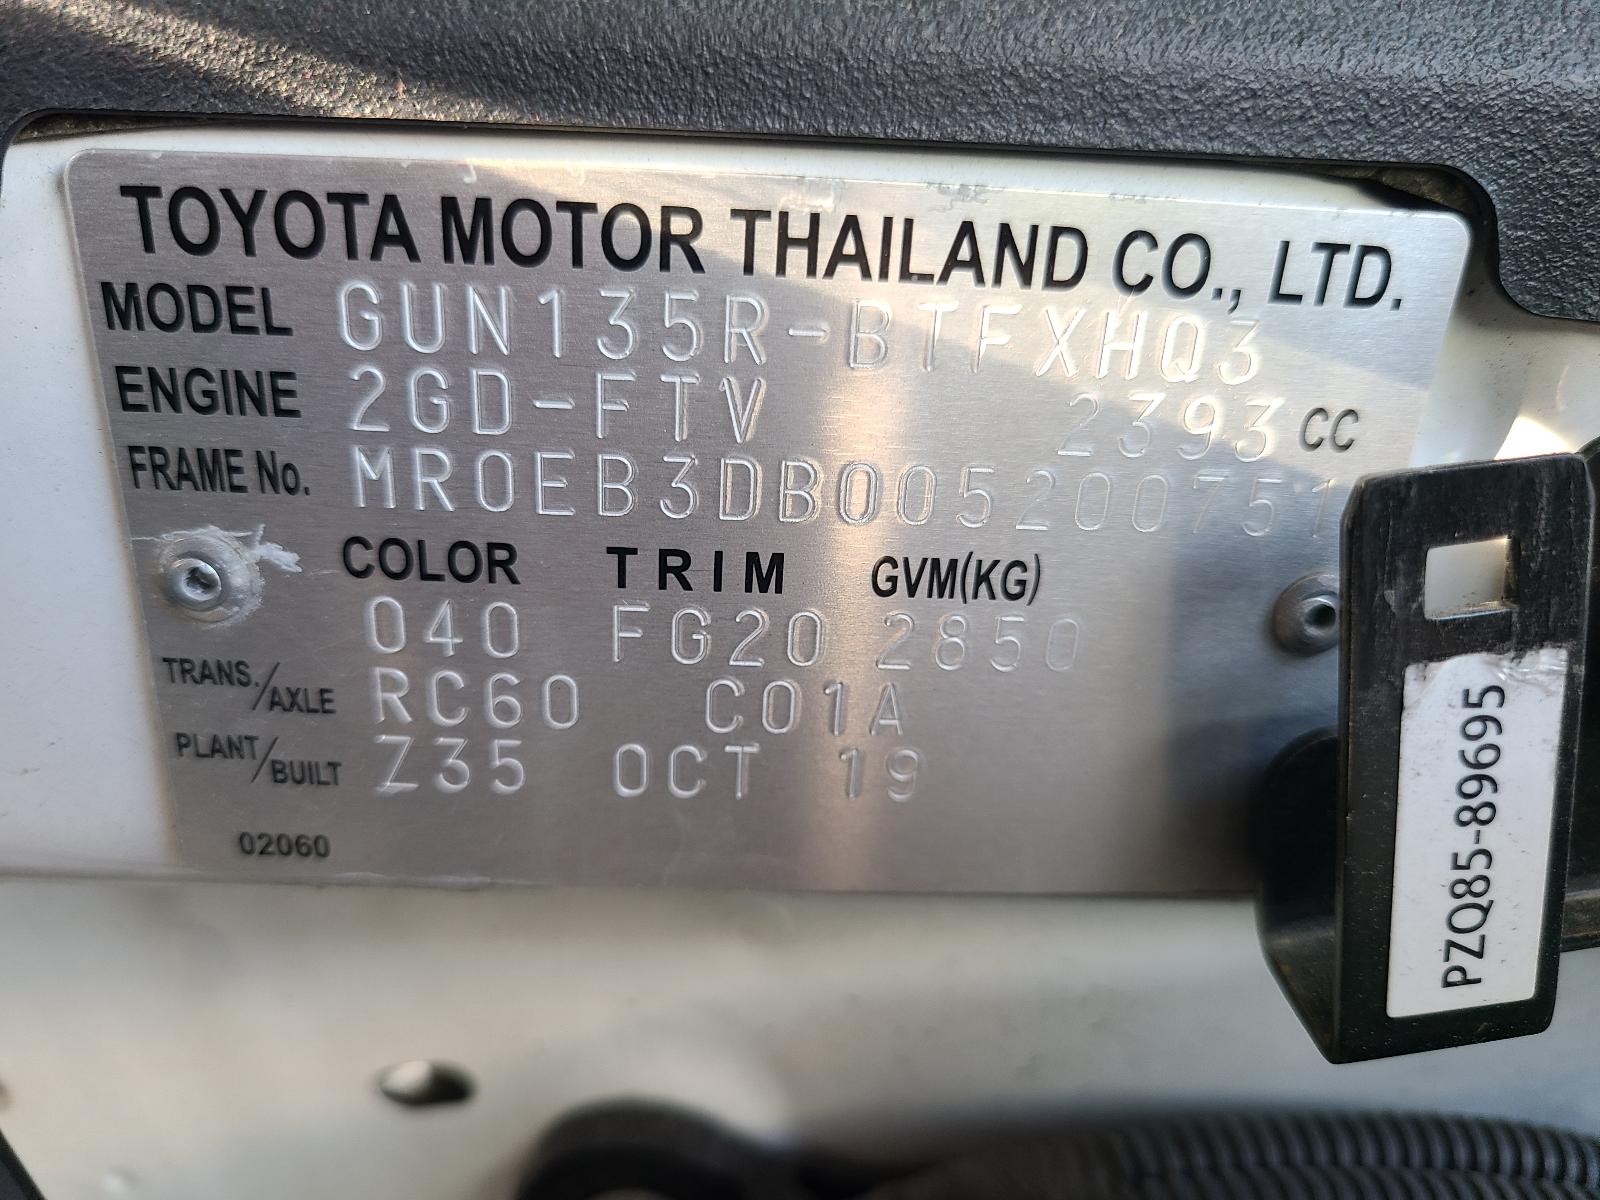 TOYOTA MOTOR THAILAND CO., LTD.
MODEL GUN135R-BTFXHQ3
ENGINE 2GD-FTV 2393 CC
FRAME No. MR0EB3DB005200751
COLOR TRIM GVM(KG)
040 FG20 2850
TRANS./AXLE RC60 C01A
PLANT/BUILT Z35 OCT 19
02060
PZQ85-89695